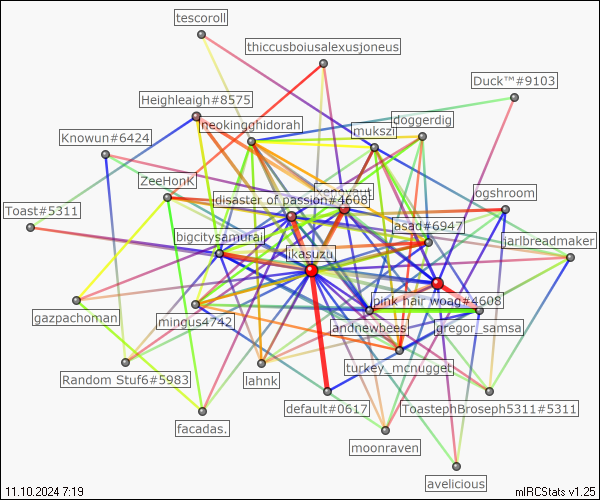 tescoroll
thiccusboiusalexusjoneus
Duck™#9103
Heighleaigh#8575
doggerdig
neokingghidorah
mukszi
Knowun#6424
ZeeHonK
xenovaut
ogshroom
disaster of passion#4608
Toast#5311
asad#6947
bigcitysamurai
jarlbreadmaker
ikasuzu
pink hair woag#4608
gazpachoman
mingus4742
andnewbees
gregor_samsa
turkey_mcnugget
Random Stuf6#5983
lahnk
default#0617
ToastephBroseph5311#5311
facadas.
moonraven
avelicious
11.10.2024 7:19
mIRCStats v1.25